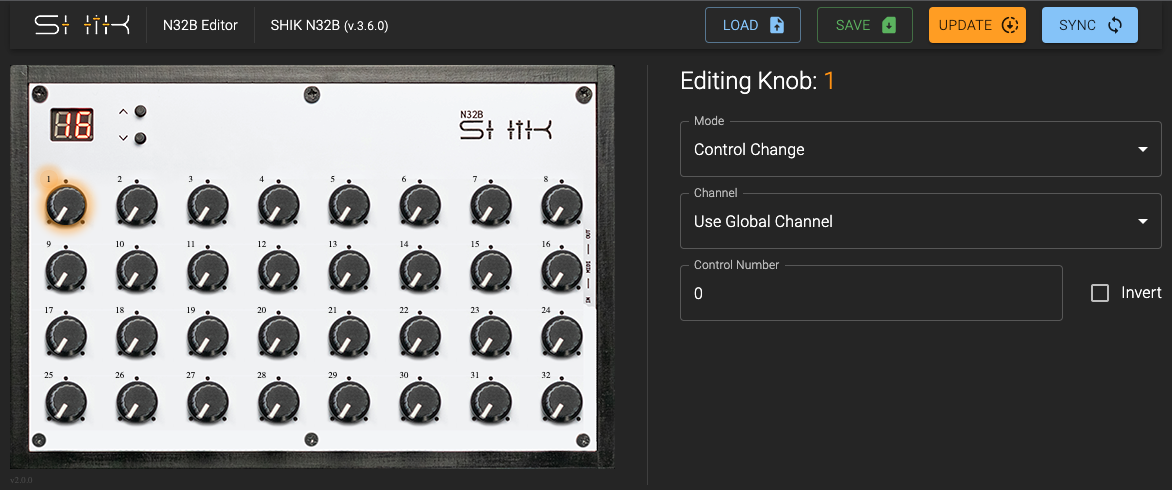 SHIK
N32B Editor
SHIK N32B (v.3.6.0)
LOAD
SAVE
UPDATE
SYNC
16
N32B
SHIK
1 2 3 4 5 6 7 8
OUT
9 10 11 12 13 14 15 16
MIDI
IN
17 18 19 20 21 22 23 24
25 26 27 28 29 30 31 32
v2.0.0
Editing Knob: 1
Mode
Control Change
Channel
Use Global Channel
Control Number
0
Invert